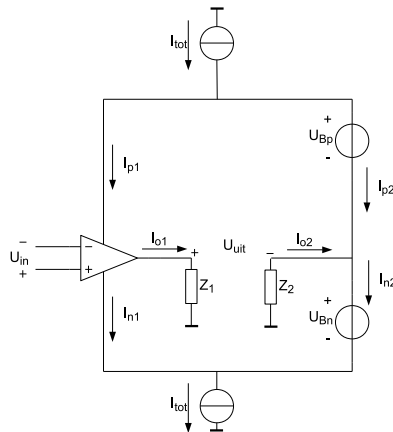 I_tot
+
U_Bp
-
I_p1
I_p2
−
U_in
+
−
+
I_o1
+
U_uit
−
I_o2
Z_1
Z_2
I_n1
I_n2
+
U_Bn
-
I_tot